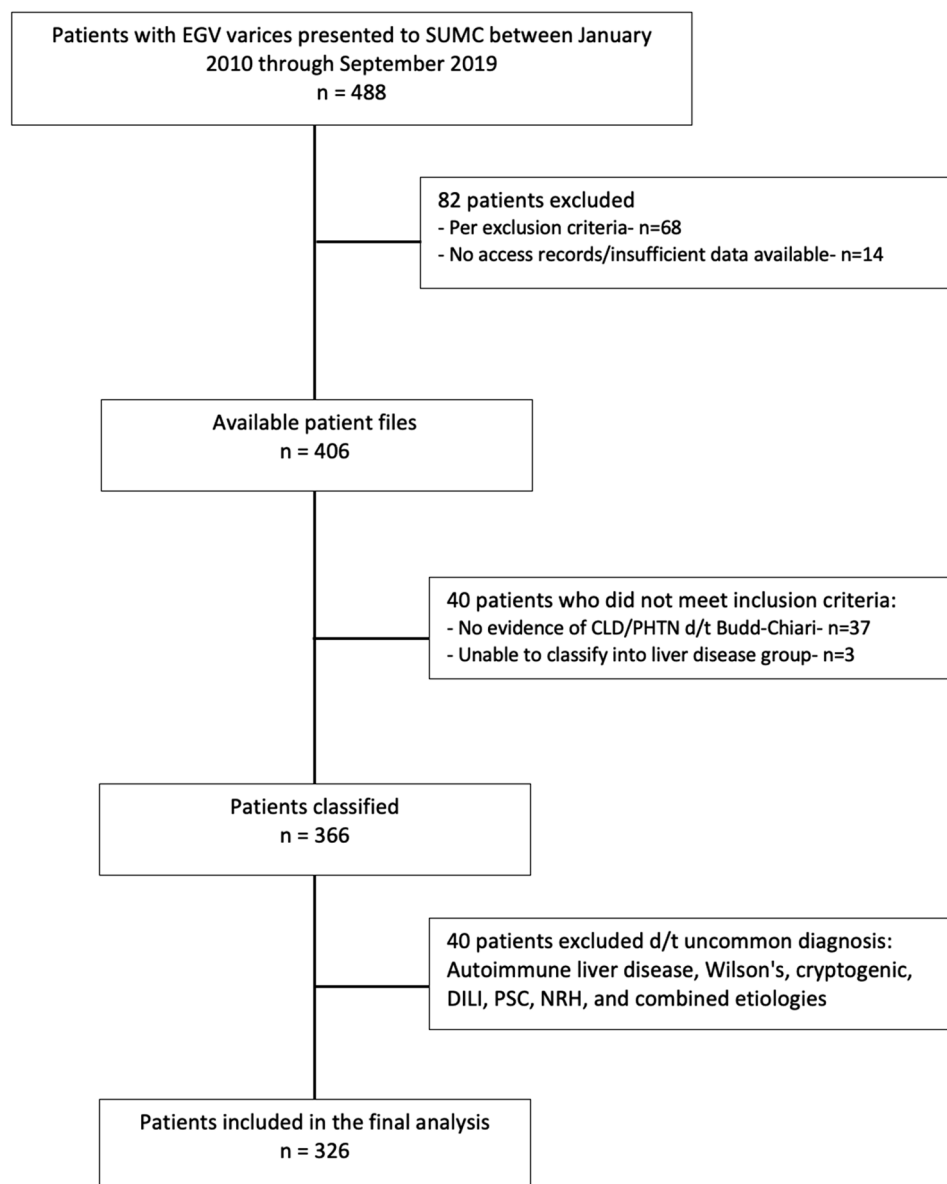 Patients with EGV varices presented to SUMC between January
2010 through September 2019
n = 488
82 patients excluded
- Per exclusion criteria- n=68
- No access records/insufficient data available- n=14
Available patient files
n = 406
40 patients who did not meet inclusion criteria:
- No evidence of CLD/PHTN d/t Budd-Chiari- n=37
- Unable to classify into liver disease group- n=3
Patients classified
n = 366
40 patients excluded d/t uncommon diagnosis:
Autoimmune liver disease, Wilson's, cryptogenic,
DILI, PSC, NRH, and combined etiologies
Patients included in the final analysis
n = 326